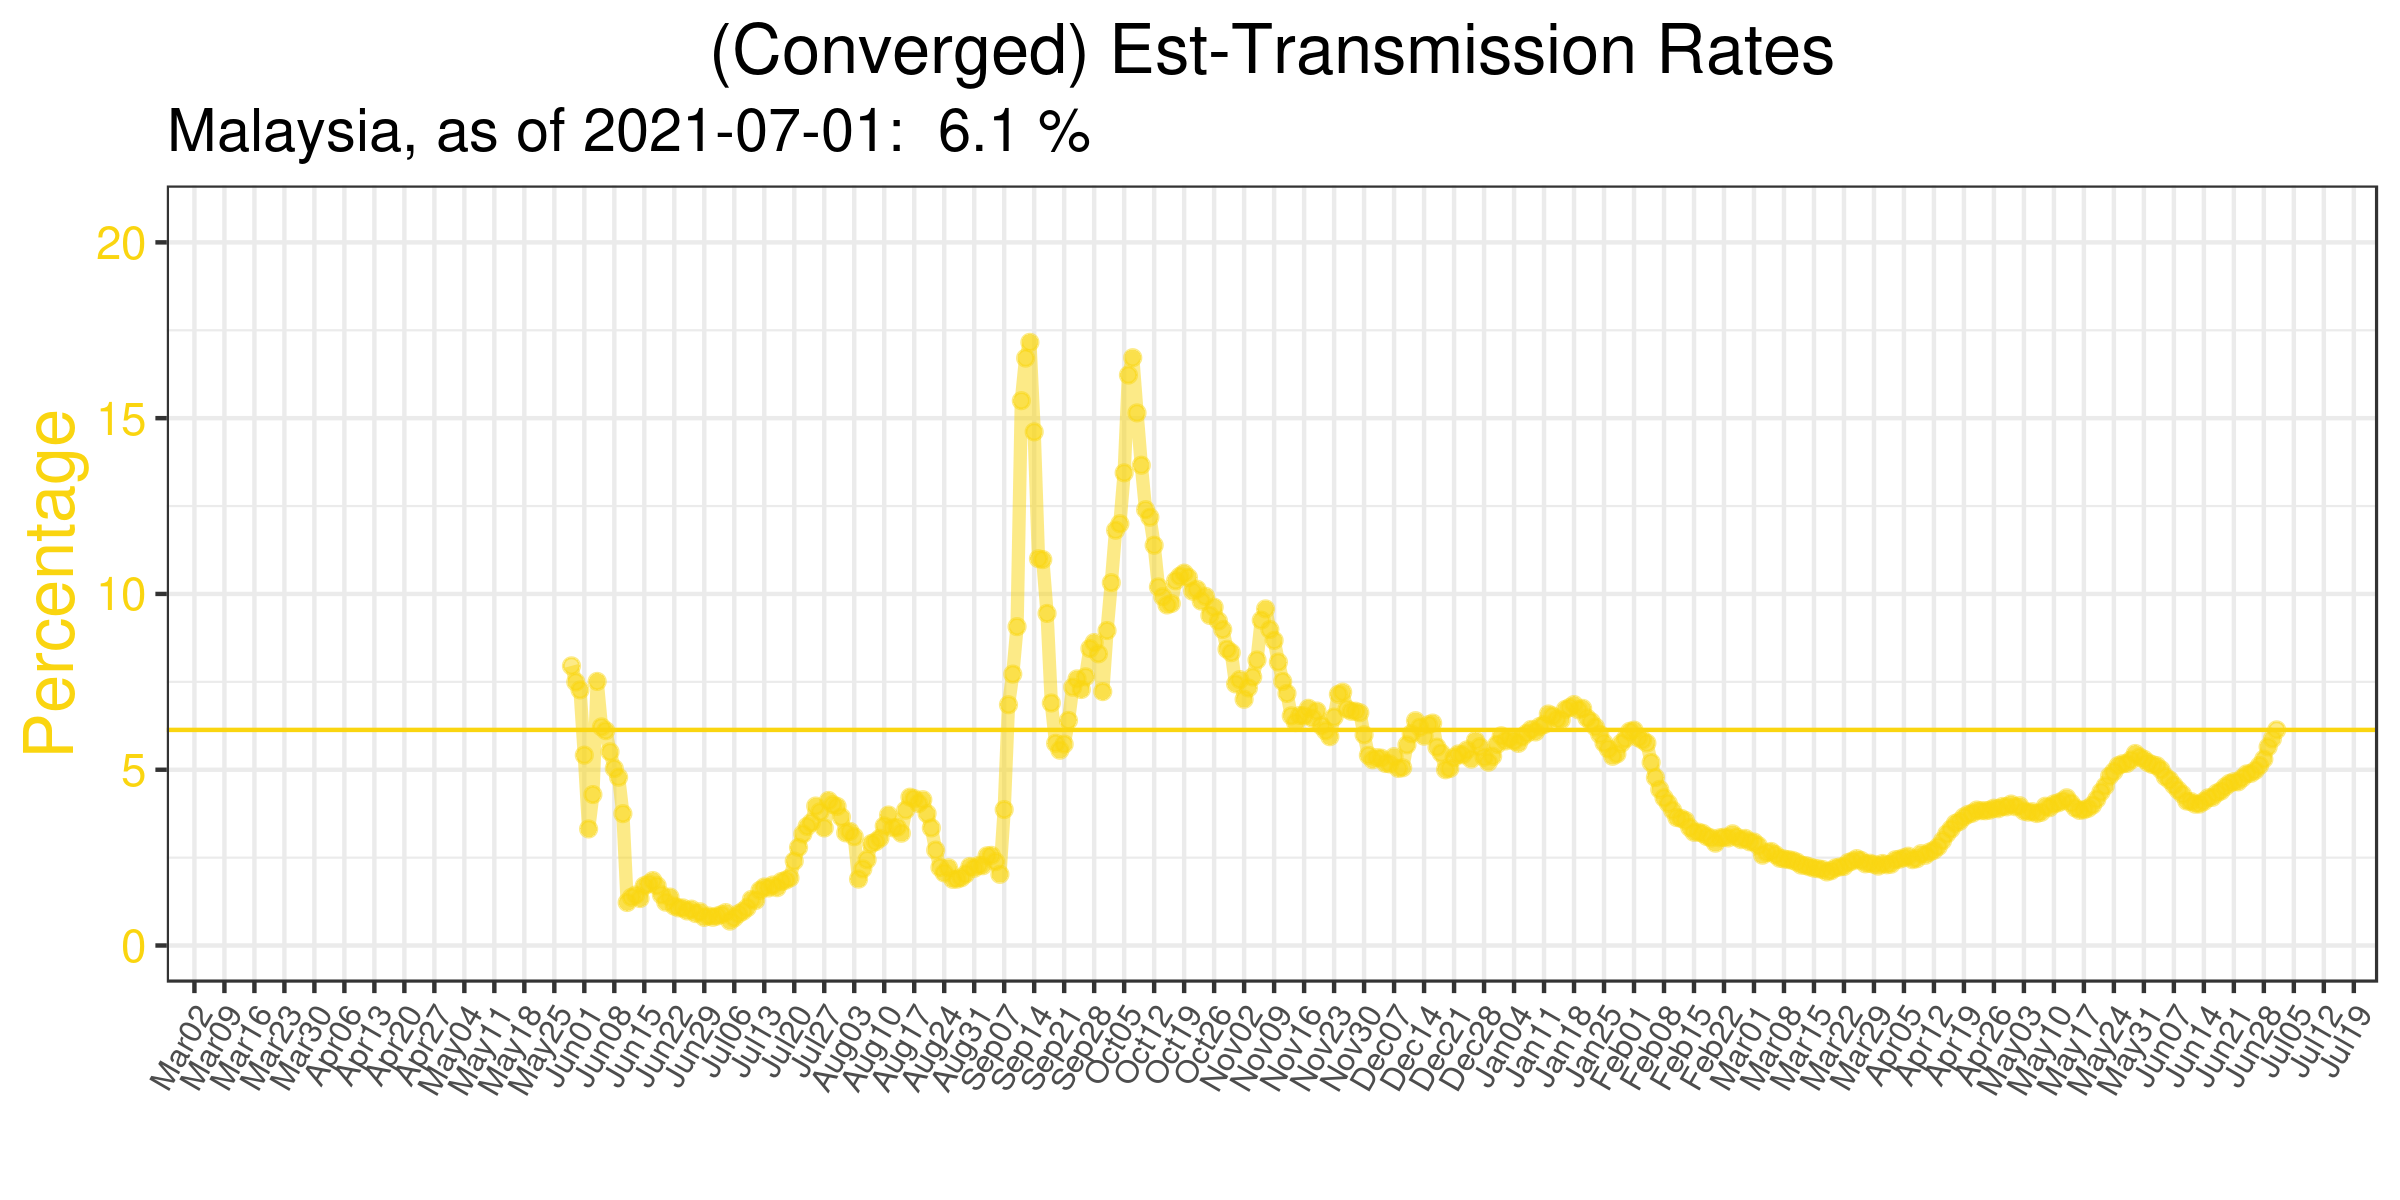 (Converged) Est-Transmission Rates
Malaysia, as of 2021-07-01:  6.1 %
Percentage
20
15
10
5
0
Mar02
Mar09
Mar16
Mar23
Mar30
Apr06
Apr13
Apr20
Apr27
May04
May11
May18
May25
Jun01
Jun08
Jun15
Jun22
Jun29
Jul06
Jul13
Jul20
Jul27
Aug03
Aug10
Aug17
Aug24
Aug31
Sep07
Sep14
Sep21
Sep28
Oct05
Oct12
Oct19
Oct26
Nov02
Nov09
Nov16
Nov23
Nov30
Dec07
Dec14
Dec21
Dec28
Jan04
Jan11
Jan18
Jan25
Feb01
Feb08
Feb15
Feb22
Mar01
Mar08
Mar15
Mar22
Mar29
Apr05
Apr12
Apr19
Apr26
May03
May10
May17
May24
May31
Jun07
Jun14
Jun21
Jun28
Jul05
Jul12
Jul19